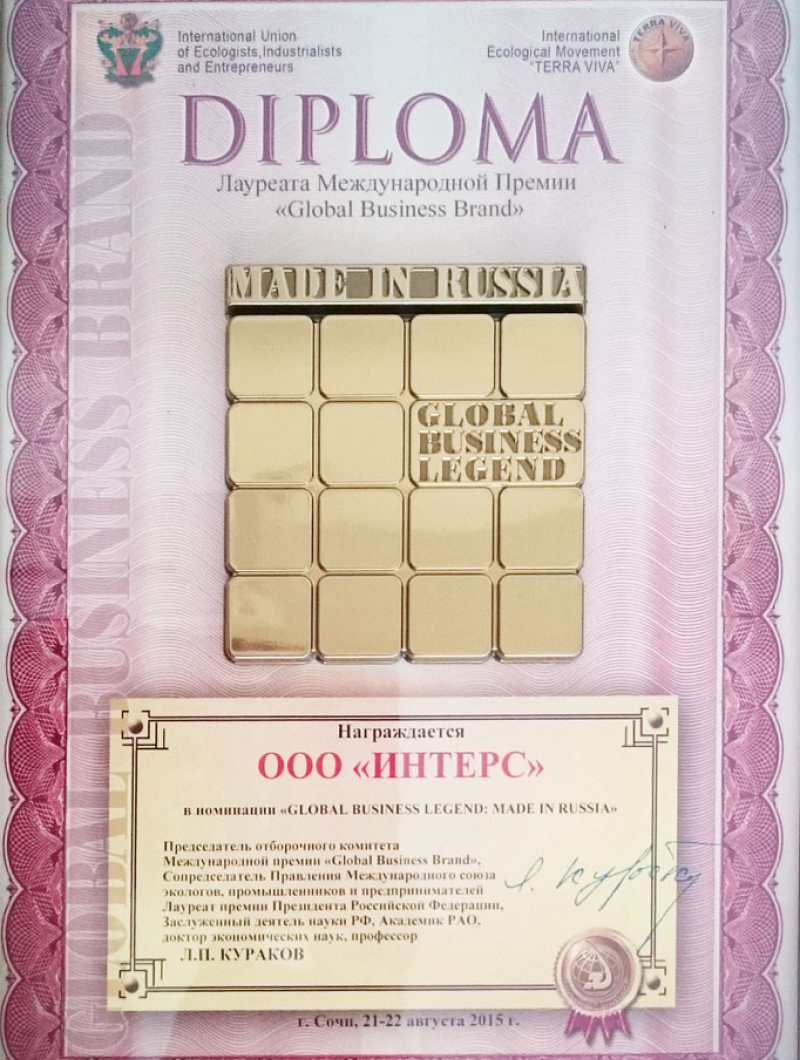 International Union
of Ecologists, Industrialists
and Entrepreneurs
International
Ecological Movement
"TERRA VIVA"
TERRA VIVA
DIPLOMA
Лауреата Международной Премии
«Global Business Brand»
MADE IN RUSSIA
GLOBAL
BUSINESS
LEGEND
GLOBAL BUSINESS BRAND
Награждается
ООО «ИНТЕРС»
в номинации «GLOBAL BUSINESS LEGEND: MADE IN RUSSIA»
Председатель отборочного комитета
Международной премии «Global Business Brand»,
Сопредседатель Правления Международного союза
экологов, промышленников и предпринимателей
Лауреат премии Президента Российской Федерации,
Заслуженный деятель науки РФ, Академик РАО,
доктор экономических наук, профессор
Л.П. КУРАКОВ
г. Сочи, 21-22 августа 2015 г.